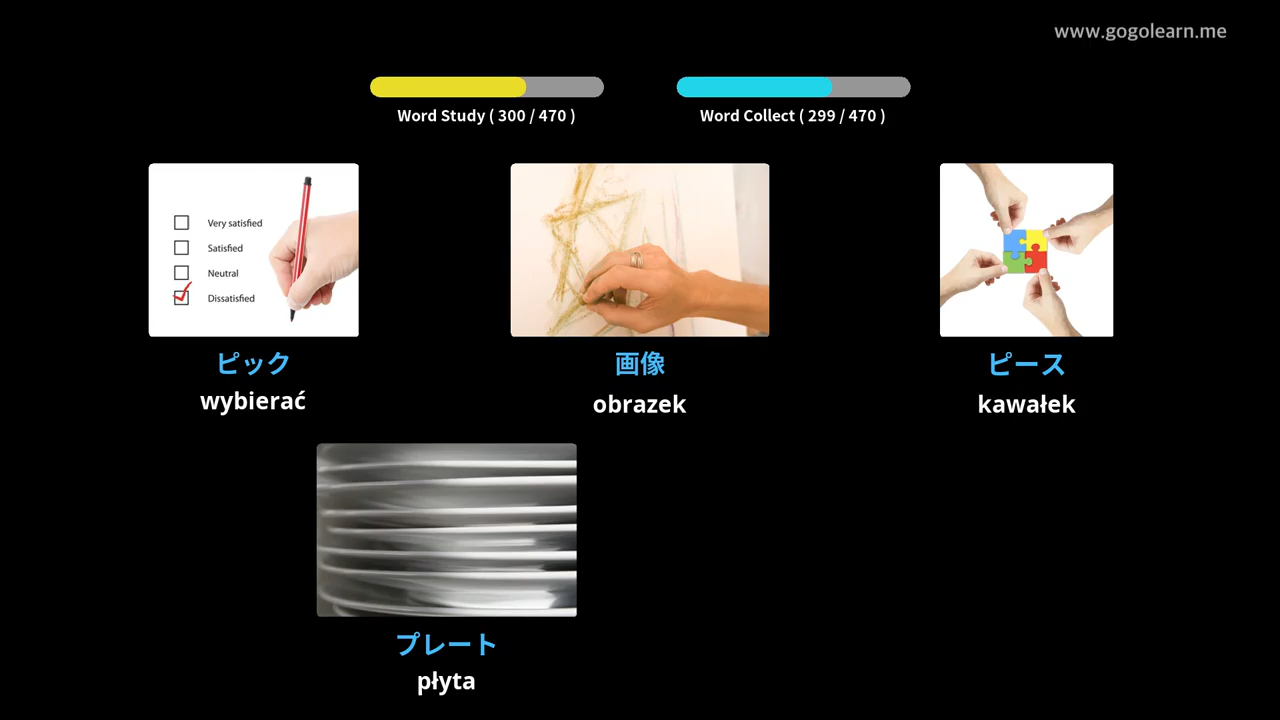 www.gogolearn.me
Word Study ( 300 / 470 )
Word Collect ( 299 / 470 )
Very satisfied
Satisfied
Neutral
Dissatisfied
ピック
wybierać
画像
obrazek
ピース
kawałek
プレート
płyta